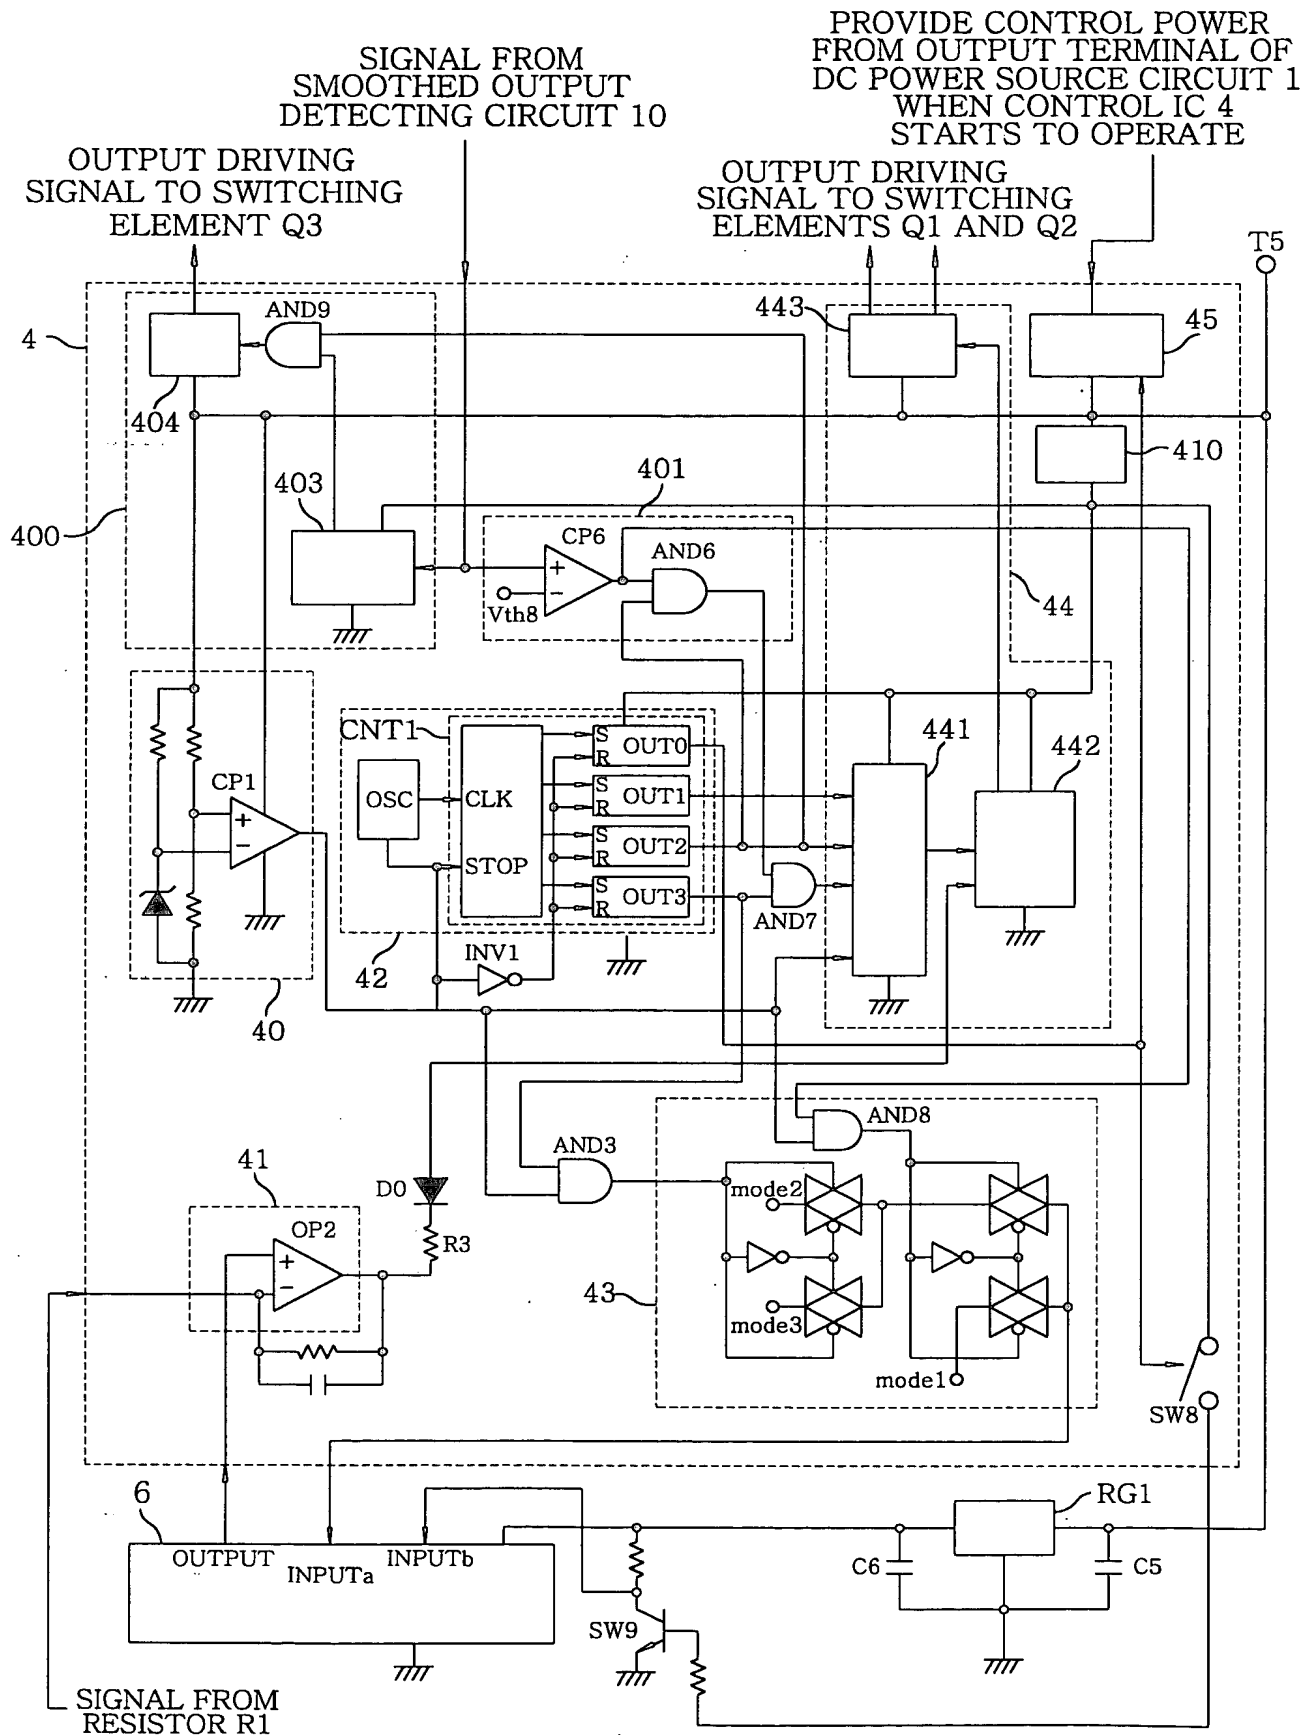 PROVIDE CONTROL POWER
FROM OUTPUT TERMINAL OF
DC POWER SOURCE CIRCUIT 1
WHEN CONTROL IC 4
STARTS TO OPERATE
SIGNAL FROM
SMOOTHED OUTPUT
DETECTING CIRCUIT 10
OUTPUT DRIVING
SIGNAL TO SWITCHING
ELEMENT Q3
OUTPUT DRIVING
SIGNAL TO SWITCHING
ELEMENTS Q1 AND Q2
T5
AND9
443
45
4
404
410
403
401
400
CP6
AND6
Vth8
44
CNT1
S
R
OUT0
441
442
CP1
OSC
CLK
S
R
OUT1
S
R
OUT2
STOP
S
R
OUT3
AND7
42
INV1
40
AND8
AND3
41
D0
mode2
OP2
R3
43
mode3
mode1
SW8
6
RG1
OUTPUT
INPUTa
INPUTb
C6
C5
SW9
SIGNAL FROM
RESISTOR R1